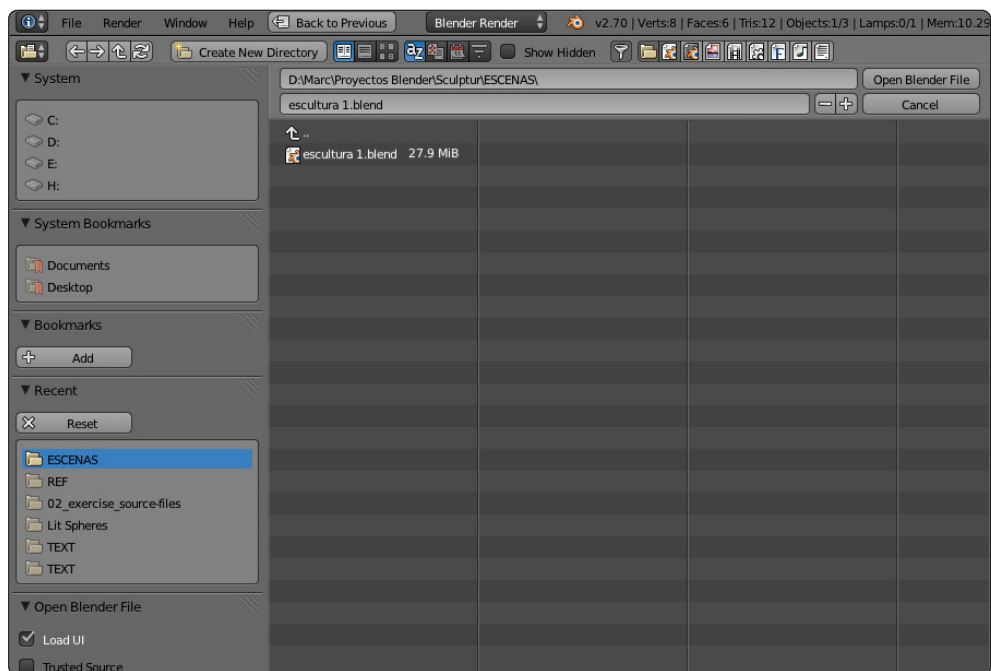 File Render Window Help Back to Previous Blender Render v2.70 | Verts:8 | Faces:6 | Tris:12 | Objects:1/3 | Lamps:0/1 | Mem:10.29
Create New Directory Show Hidden
System
C:
D:
E:
H:
System Bookmarks
Documents
Desktop
Bookmarks
Add
Recent
Reset
ESCENAS
REF
02_exercise_source-files
Lit Spheres
TEXT
TEXT
Open Blender File
Load UI
Trusted Source
D:\Marc\Proyectos Blender\Sculptur\ESCENAS\ Open Blender File
escultura 1.blend Cancel
..
escultura 1.blend 27.9 MiB